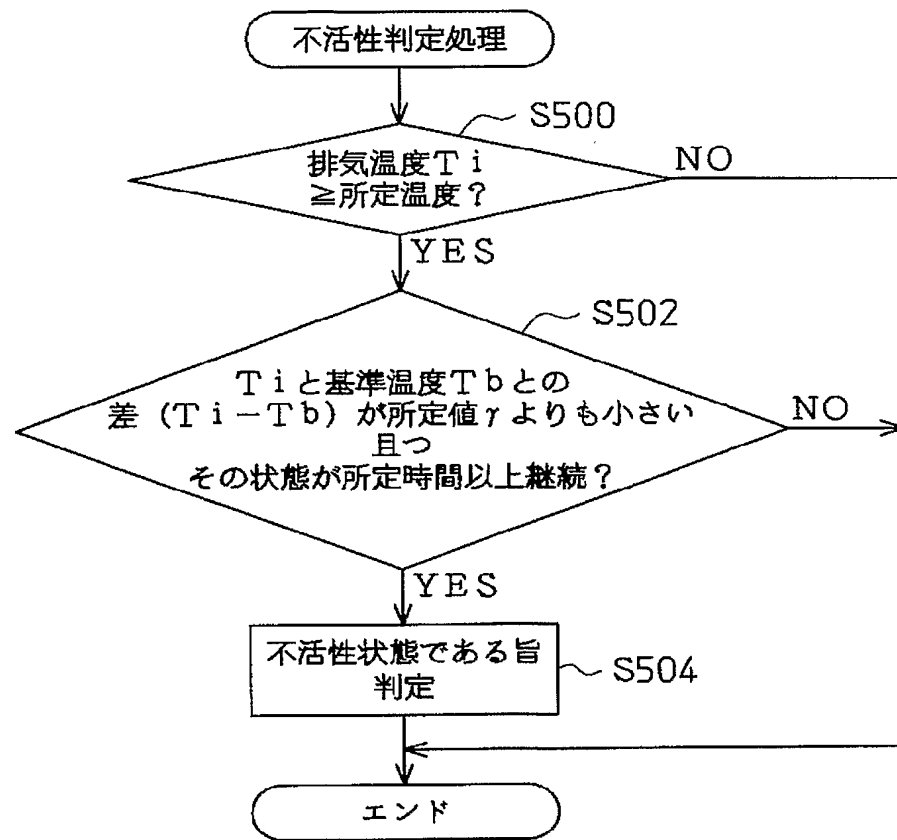 不活性判定処理
S500
排気温度Ｔｉ
≧所定温度？
NO
YES
S502
Ｔｉと基準温度Ｔｂとの
差（Ｔｉ－Ｔｂ）が所定値γよりも小さい
且つ
その状態が所定時間以上継続？
NO
YES
不活性状態である旨
判定
S504
エンド